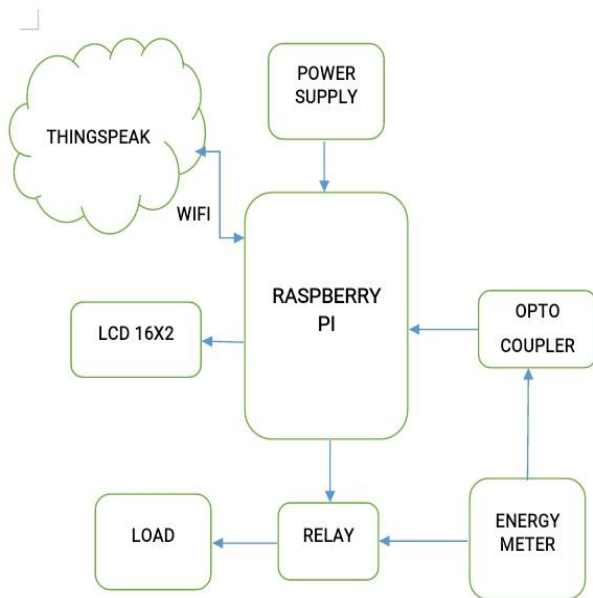 POWER
SUPPLY
THINGSPEAK
WIFI
RASPBERRY
PI
LCD 16X2
OPTO
COUPLER
LOAD
RELAY
ENERGY
METER